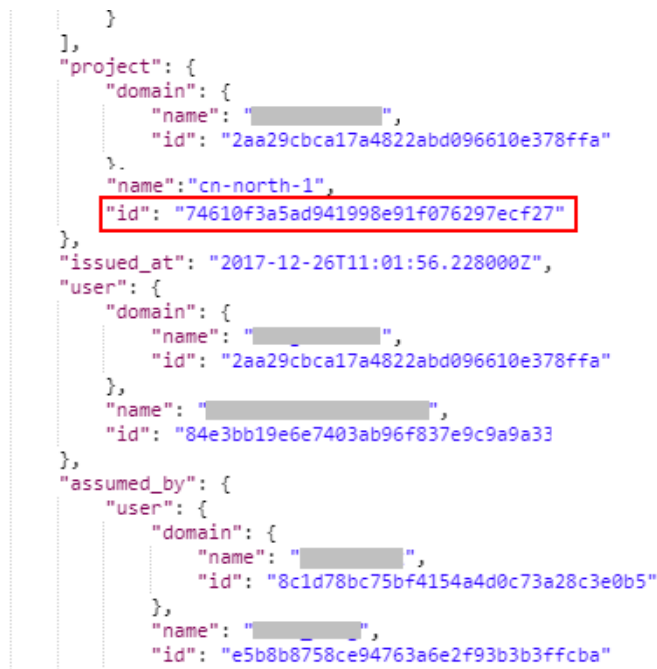 }
],
"project": {
"domain": {
"name": "",
"id": "2aa29cbca17a4822abd096610e378ffa"
}.
"name":"cn-north-1",
"id": "74610f3a5ad941998e91f076297ecf27"
},
"issued_at": "2017-12-26T11:01:56.228000Z",
"user": {
"domain": {
"name": "",
"id": "2aa29cbca17a4822abd096610e378ffa"
},
"name": "",
"id": "84e3bb19e6e7403ab96f837e9c9a9a33
},
"assumed_by": {
"user": {
"domain": {
"name": "",
"id": "8c1d78bc75bf4154a4d0c73a28c3e0b5"
},
"name": "",
"id": "e5b8b8758ce94763a6e2f93b3b3ffcba"